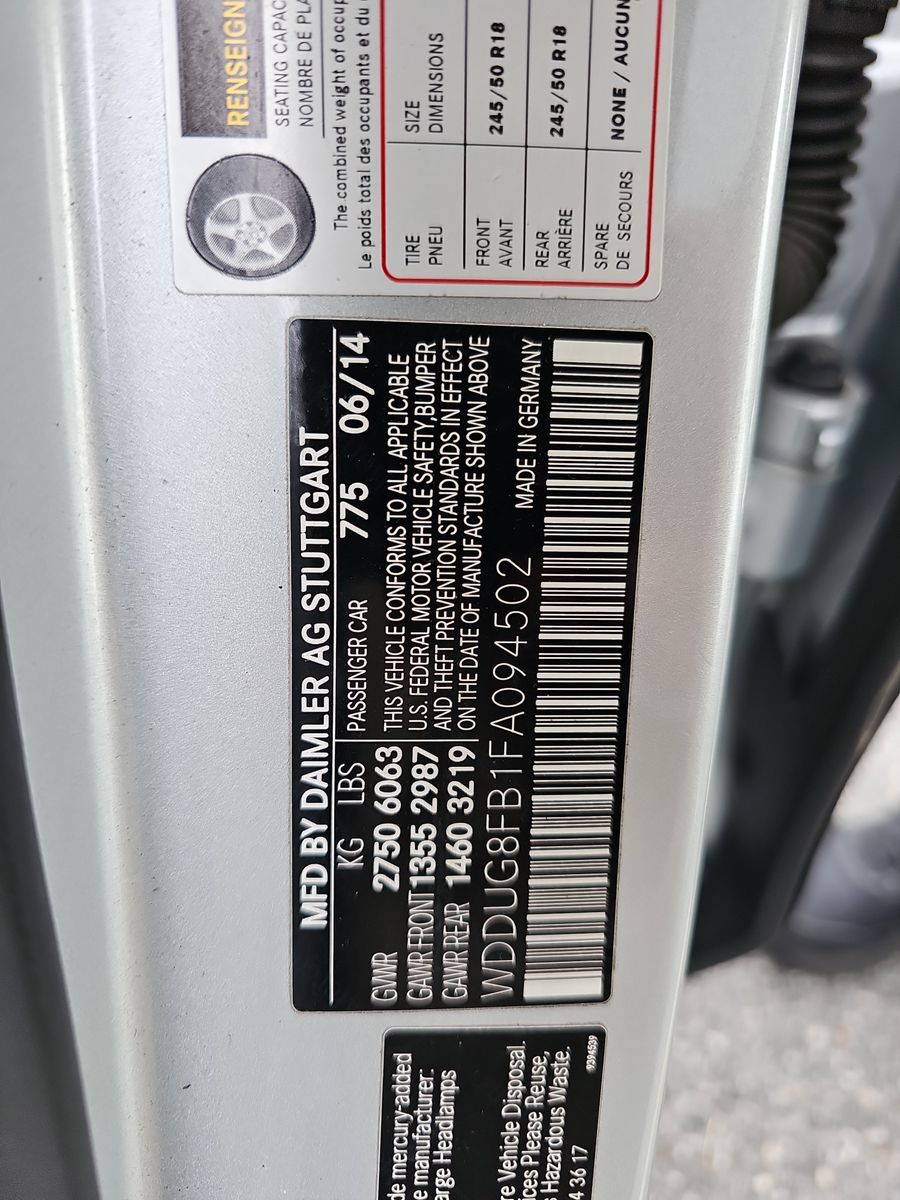 RENSEIGN
SEATING CAPAC
NOMBRE DE PLA
The combined weight of occup
Le poids total des occupants et du
TIRE SIZE
PNEU DIMENSIONS
FRONT 245/50 R18
AVANT
REAR 245/50 R18
ARRIÈRE
SPARE NONE / AUCUN
DE SECOURS
MFD BY DAIMLER AG STUTTGART
KG LBS PASSENGER CAR 775 06/14
GVWR 2750 6063 THIS VEHICLE CONFORMS TO ALL APPLICABLE
GAWR FRONT 1355 2987 U.S. FEDERAL MOTOR VEHICLE SAFETY,BUMPER
GAWR REAR 1460 3219 AND THEFT PREVENTION STANDARDS IN EFFECT
ON THE DATE OF MANUFACTURE SHOWN ABOVE
WDDUG8FB1FA094502 MADE IN GERMANY
de mercury-added
e manufacturer:
arge Headlamps
re Vehicle Disposal.
ices Please Reuse,
s Hazardous Waste.
4 36 17 9394539